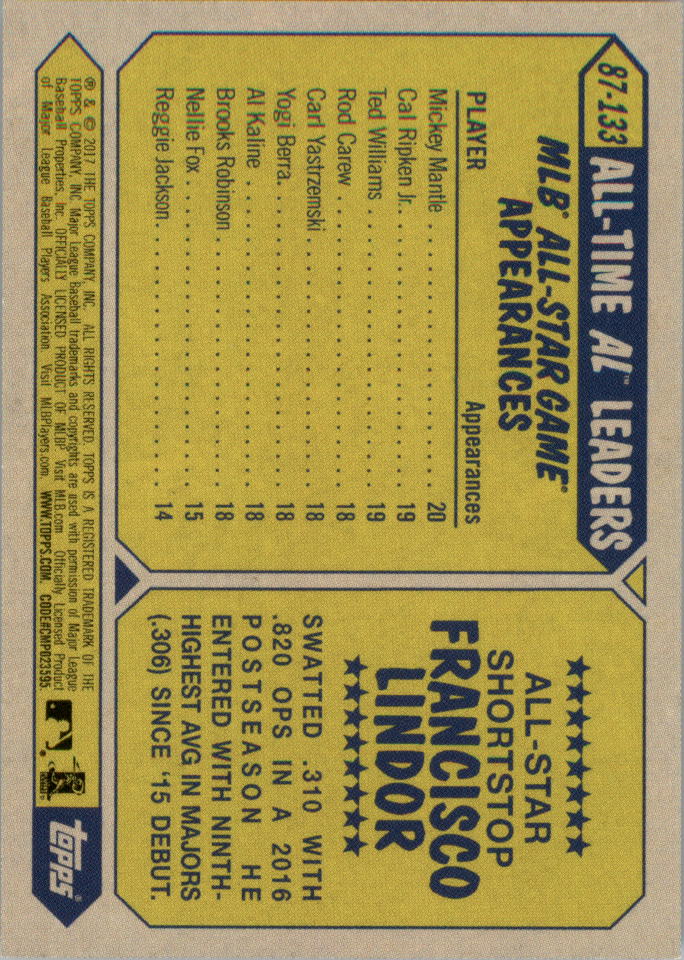 87-133
ALL-TIME AL™ LEADERS
MLB® ALL-STAR GAME®
APPEARANCES
PLAYER Appearances
Mickey Mantle . . . . . . . . . . . . . . . . . . 20
Cal Ripken Jr. . . . . . . . . . . . . . . . . . . 19
Ted Williams . . . . . . . . . . . . . . . . . . . 19
Rod Carew . . . . . . . . . . . . . . . . . . . . 18
Carl Yastrzemski . . . . . . . . . . . . . . . . 18
Yogi Berra. . . . . . . . . . . . . . . . . . . . . 18
Al Kaline . . . . . . . . . . . . . . . . . . . . . 18
Brooks Robinson . . . . . . . . . . . . . . . . 18
Nellie Fox . . . . . . . . . . . . . . . . . . . . 15
Reggie Jackson. . . . . . . . . . . . . . . . . 14
ALL-STAR
SHORTSTOP
FRANCISCO
LINDOR
SWATTED .310 WITH
.820 OPS IN A 2016
POSTSEASON HE
ENTERED WITH NINTH-
HIGHEST AVG IN MAJORS
(.306) SINCE '15 DEBUT.
® & © 2017 THE TOPPS COMPANY, INC. ALL RIGHTS RESERVED. TOPPS IS A REGISTERED TRADEMARK OF THE
TOPPS COMPANY, INC. Major League Baseball trademarks and copyrights are used with permission of Major League
Baseball Properties, Inc. OFFICIALLY LICENSED PRODUCT OF MLBP Visit MLB.com Officially Licensed Product
of Major League Baseball Players Association Visit MLBPlayers.com. WWW.TOPPS.COM. CODE#CMP023595.
topps®